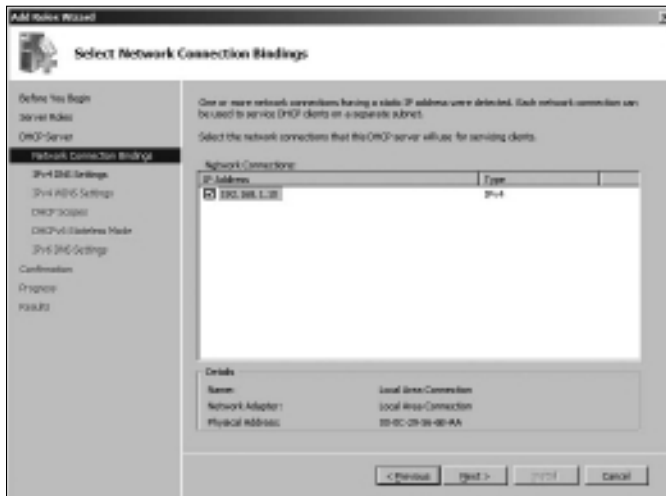 Add Roles Wizard
Select Network Connection Bindings
Before You Begin
Server Roles
DHCP Server
Network Connection Bindings
IPv4 DNS Settings
IPv4 WINS Settings
DHCP Scopes
DHCPv6 Stateless Mode
IPv6 DNS Settings
Confirmation
Progress
Results
One or more network connections having a static IP address were detected. Each network connection can
be used to service DHCP clients on a separate subnet.
Select the network connections that this DHCP server will use for servicing clients.
Network Connections:
IP Address Type
192.168.1.10 IPv4
Details
Name: Local Area Connection
Network Adapter: Local Area Connection
Physical Address:
< Previous Next > Install Cancel